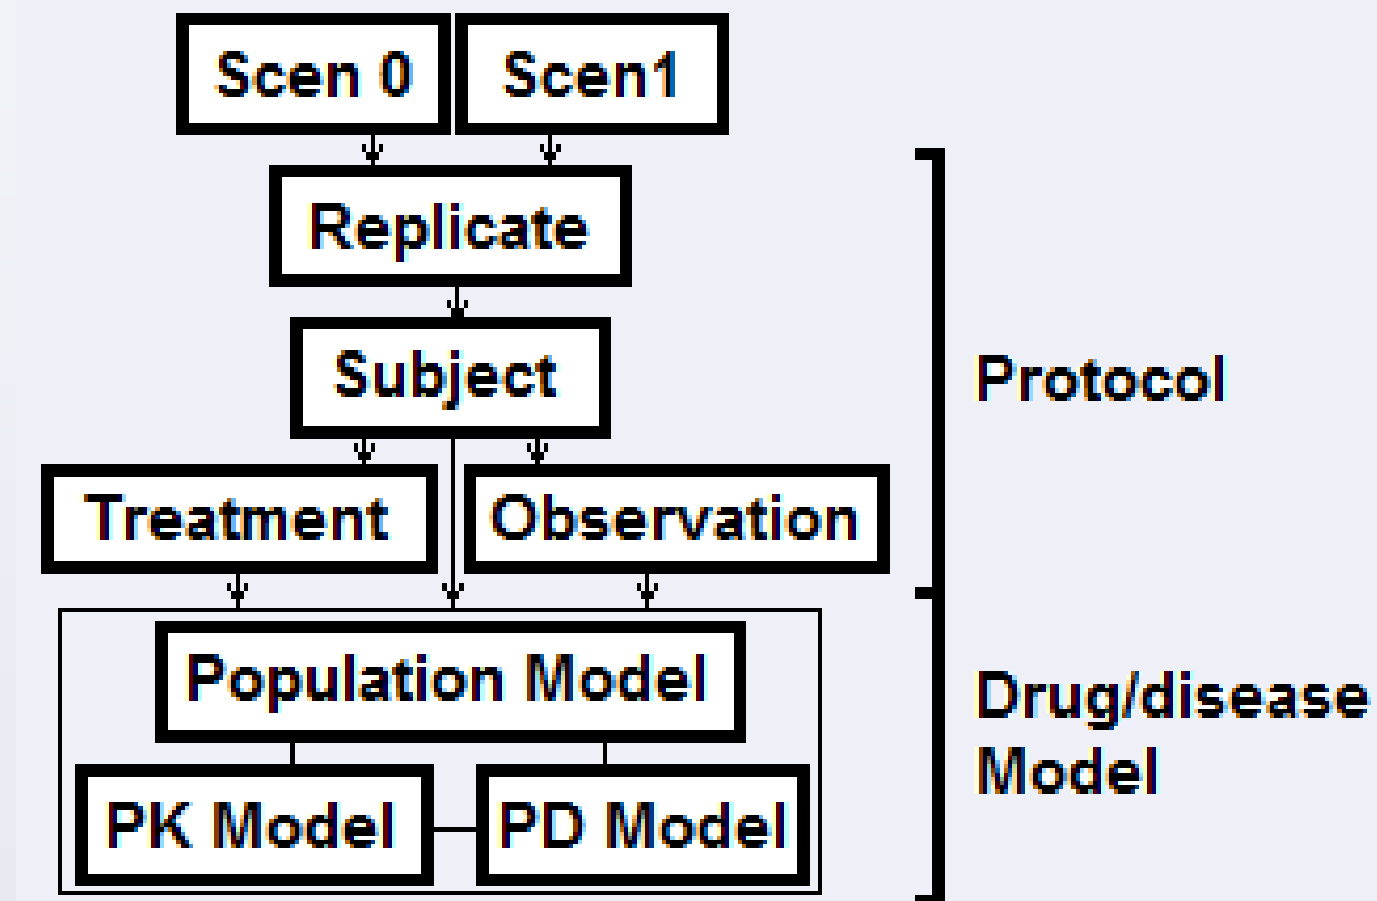 Scen 0
Scen1
Replicate
Subject
Protocol
Treatment
Observation
Population Model
Drug/disease
Model
PK Model
PD Model